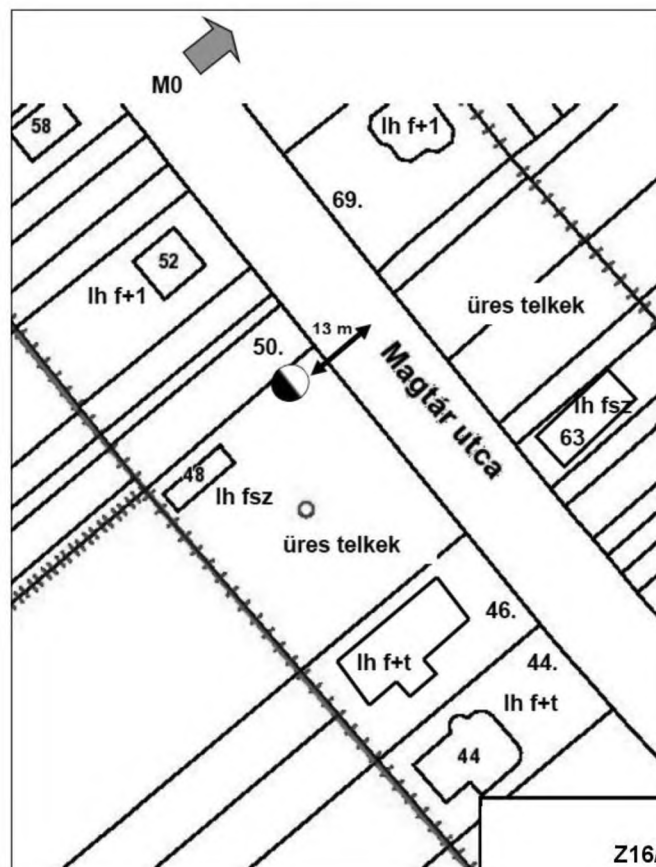 M0
58
lh f+1
69.
52
lh f+1
üres telkek
13 m
50.
Magtár utca
lh fsz
63
48
lh fsz
üres telkek
46.
lh f+t
44.
lh f+t
44
Z16